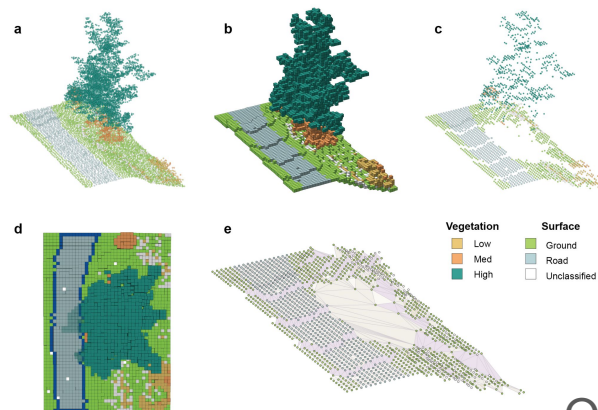 a
b
c
d
e
Vegetation
Low
Med
High
Surface
Ground
Road
Unclassified